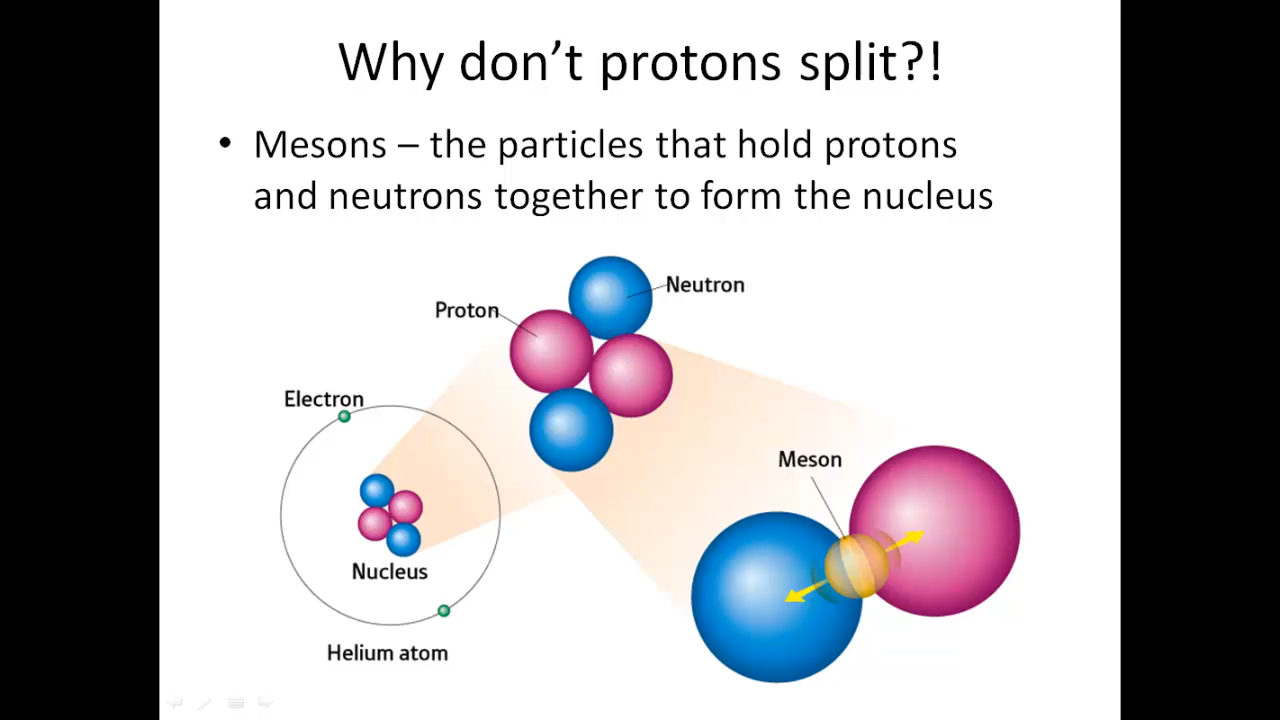 Why don’t protons split?!
• Mesons – the particles that hold protons
and neutrons together to form the nucleus
Neutron
Proton
Electron
Meson
Nucleus
Helium atom